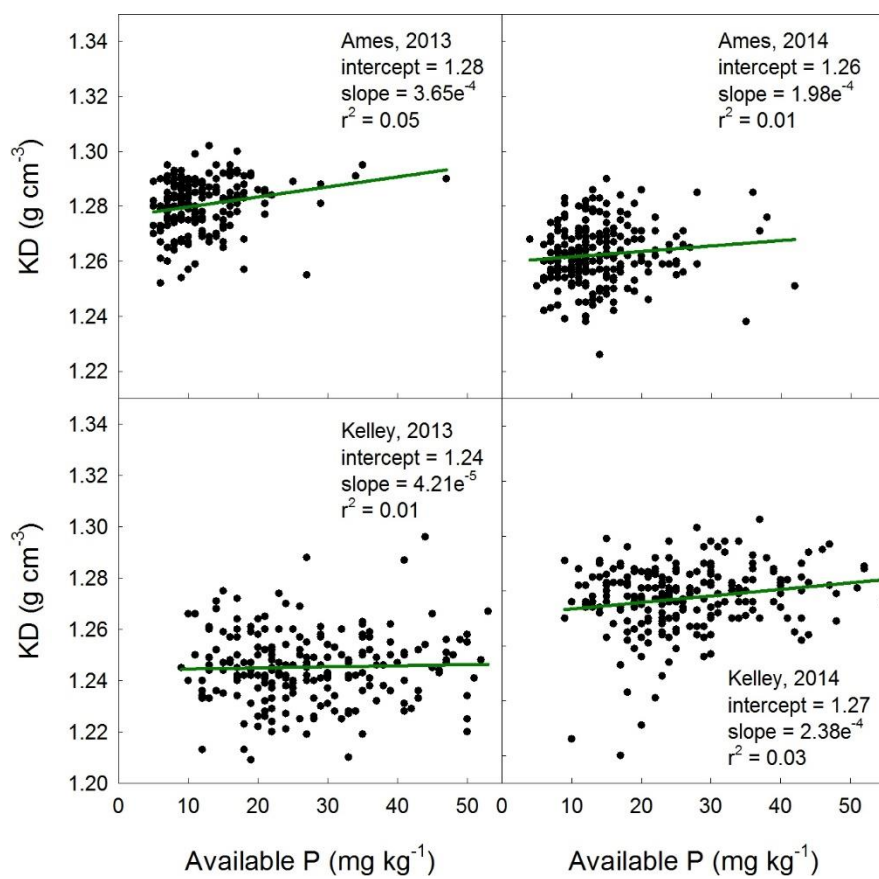 1.34
1.32
1.30
1.28
1.26
1.24
1.22
KD (g cm⁻³)
Ames, 2013
intercept = 1.28
slope = 3.65e⁻⁴
r² = 0.05
Ames, 2014
intercept = 1.26
slope = 1.98e⁻⁴
r² = 0.01
1.34
1.32
1.30
1.28
1.26
1.24
1.22
1.20
KD (g cm⁻³)
Kelley, 2013
intercept = 1.24
slope = 4.21e⁻⁵
r² = 0.01
Kelley, 2014
intercept = 1.27
slope = 2.38e⁻⁴
r² = 0.03
0 10 20 30 40 50 0 10 20 30 40 50
Available P (mg kg⁻¹) Available P (mg kg⁻¹)